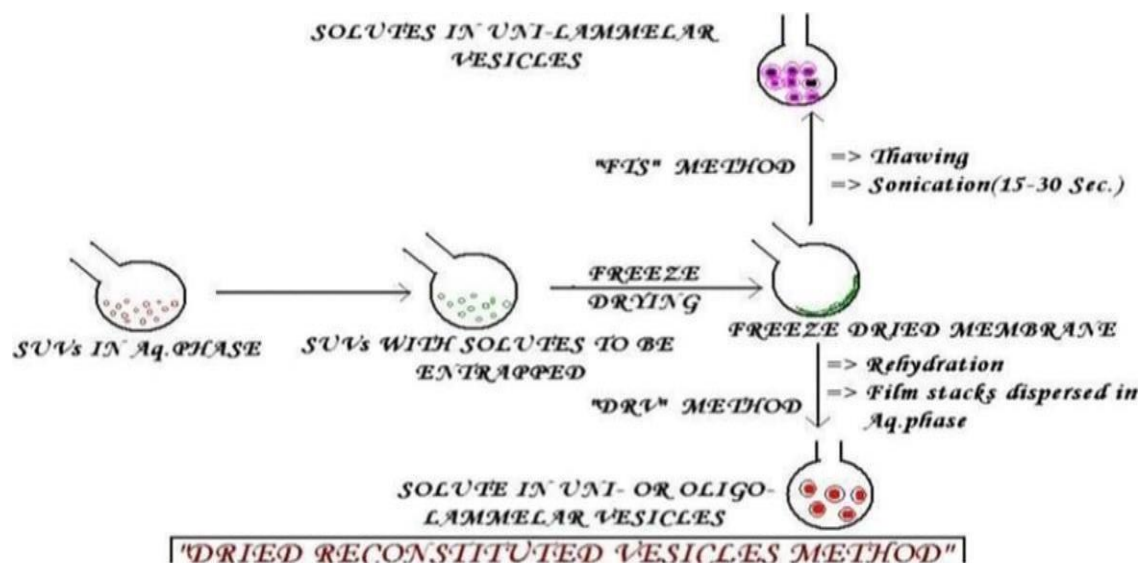 SOLUTES IN UNI-LAMMELAR
VESICLES
"FTS" METHOD
=> Thawing
=> Sonication(15-30 Sec.)
FREEZE
DRYING
SUVs IN Aq.PHASE
SUVs WITH SOLUTES TO BE
ENTRAPPED
FREEZE DRIED MEMBRANE
=> Rehydration
=> Film stacks dispersed in
Aq.phase
"DRV" METHOD
SOLUTE IN UNI- OR OLIGO-
LAMMELAR VESICLES
"DRIED RECONSTITUTED VESICLES METHOD"